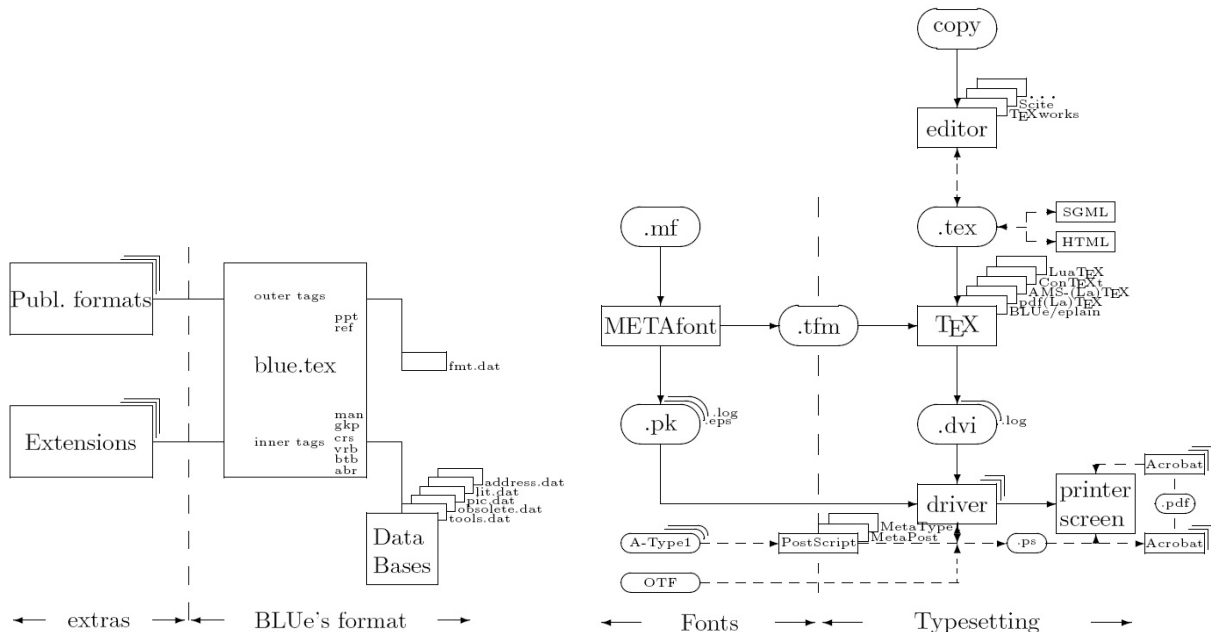 Publ. formats
Extensions
outer tags
ppt
ref
blue.tex
man
gkp
crs
inner tags
vrb
btb
abr
fmt.dat
address.dat
lit.dat
pic.dat
obsolete.dat
tools.dat
Data
Bases
extras
BLUe's format
copy
...
Scite
TEXworks
editor
.mf
.tex
SGML
HTML
LuaTEX
ConTEXt
AMS-(La)TEX
pdf(La)TEX
BLUe/eplain
METAfont
.tfm
TEX
.log
.eps
.pk
.dvi
.log
driver
printer
screen
Acrobat
.pdf
Acrobat
MetaType
MetaPost
A-Type1
PostScript
.ps
OTF
Fonts
Typesetting